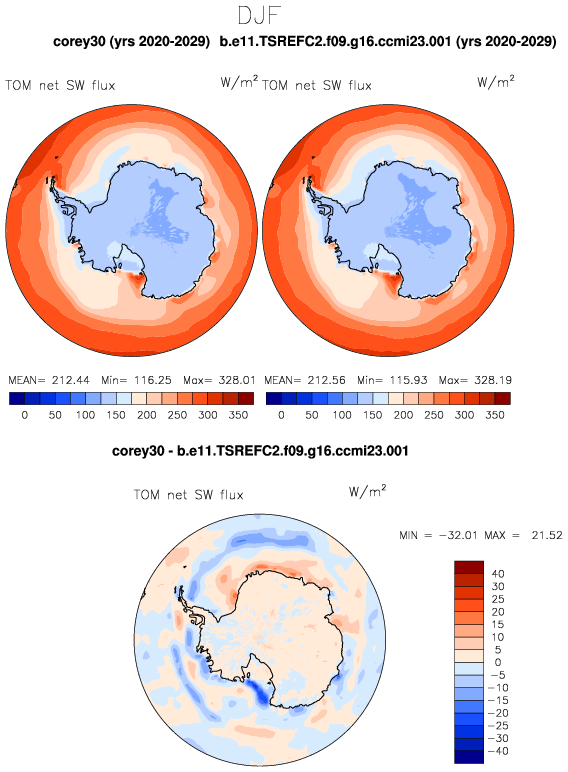 DJF
corey30 (yrs 2020-2029) b.e11.TSREFC2.f09.g16.ccmi23.001 (yrs 2020-2029)
TOM net SW flux W/m² TOM net SW flux W/m²
MEAN= 212.44 Min= 116.25 Max= 328.01 MEAN= 212.56 Min= 115.93 Max= 328.19
0 50 100 150 200 250 300 350 0 50 100 150 200 250 300 350
corey30 - b.e11.TSREFC2.f09.g16.ccmi23.001
TOM net SW flux W/m²
MIN = -32.01 MAX = 21.52
40
30
25
20
15
10
5
0
-5
-10
-15
-20
-25
-30
-40